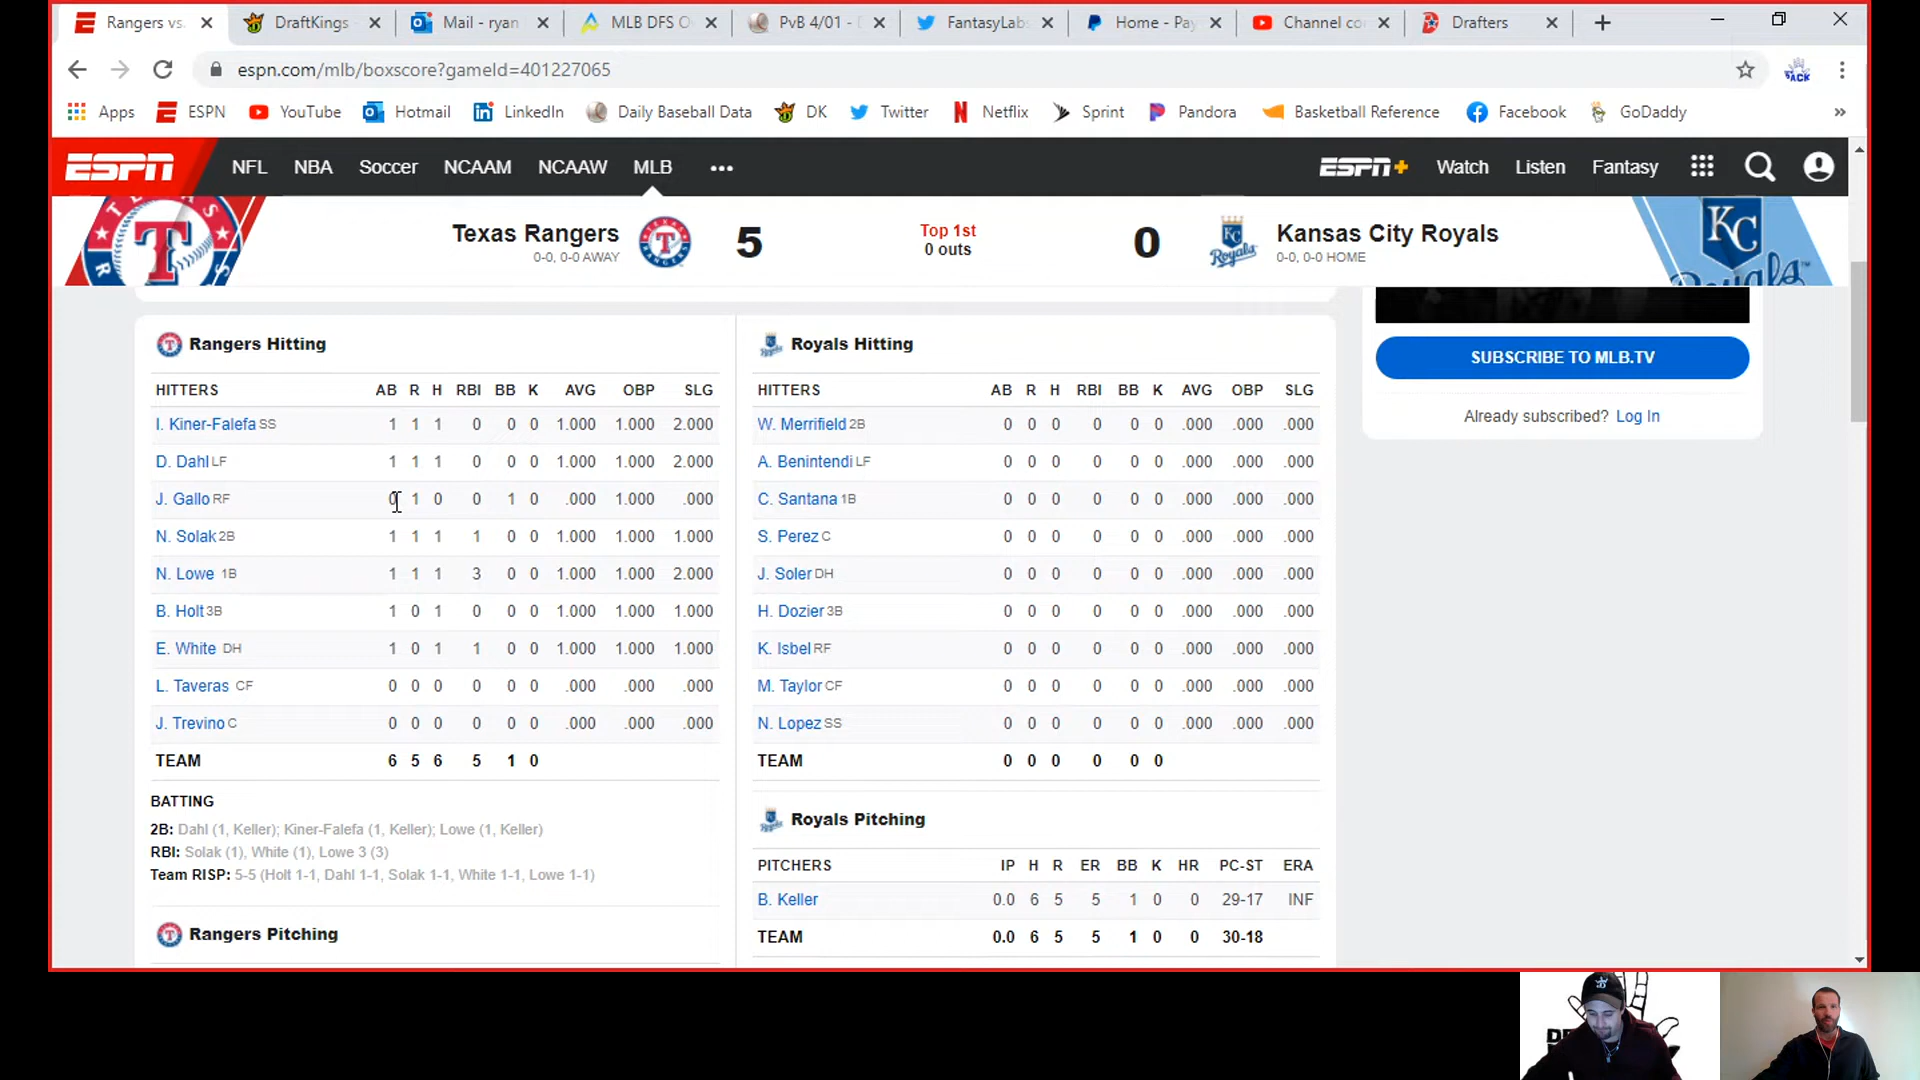 Rangers vs.
DraftKings
Mail - ryan
MLB DFS O
PvB 4/01 -
FantasyLab
Home - Pay
Channel co
Drafters
espn.com/mlb/boxscore?gameId=401227065
SACK
Apps
ESPN
YouTube
Hotmail
LinkedIn
Daily Baseball Data
DK
Twitter
Netflix
Sprint
Pandora
Basketball Reference
Facebook
GoDaddy
»
ESPN NFL NBA Soccer NCAAM NCAAW MLB ••• ESPN+ Watch Listen Fantasy
Texas Rangers
0-0, 0-0 AWAY
5
Top 1st
0 outs
0
Kansas City Royals
0-0, 0-0 HOME
Rangers Hitting
HITTERS AB R H RBI BB K AVG OBP SLG
I. Kiner-Falefa SS 1 1 1 0 0 0 1.000 1.000 2.000
D. Dahl LF 1 1 1 0 0 0 1.000 1.000 2.000
J. Gallo RF 0 1 0 0 1 0 .000 1.000 .000
N. Solak 2B 1 1 1 1 0 0 1.000 1.000 1.000
N. Lowe 1B 1 1 1 3 0 0 1.000 1.000 2.000
B. Holt 3B 1 0 1 0 0 0 1.000 1.000 1.000
E. White DH 1 0 1 1 0 0 1.000 1.000 1.000
L. Taveras CF 0 0 0 0 0 0 .000 .000 .000
J. Trevino C 0 0 0 0 0 0 .000 .000 .000
TEAM 6 5 6 5 1 0
BATTING
2B: Dahl (1, Keller); Kiner-Falefa (1, Keller); Lowe (1, Keller)
RBI: Solak (1), White (1), Lowe 3 (3)
Team RISP: 5-5 (Holt 1-1, Dahl 1-1, Solak 1-1, White 1-1, Lowe 1-1)
Rangers Pitching
Royals Hitting
HITTERS AB R H RBI BB K AVG OBP SLG
W. Merrifield 2B 0 0 0 0 0 0 .000 .000 .000
A. Benintendi LF 0 0 0 0 0 0 .000 .000 .000
C. Santana 1B 0 0 0 0 0 0 .000 .000 .000
S. Perez C 0 0 0 0 0 0 .000 .000 .000
J. Soler DH 0 0 0 0 0 0 .000 .000 .000
H. Dozier 3B 0 0 0 0 0 0 .000 .000 .000
K. Isbel RF 0 0 0 0 0 0 .000 .000 .000
M. Taylor CF 0 0 0 0 0 0 .000 .000 .000
N. Lopez SS 0 0 0 0 0 0 .000 .000 .000
TEAM 0 0 0 0 0 0
Royals Pitching
PITCHERS IP H R ER BB K HR PC-ST ERA
B. Keller 0.0 6 5 5 1 0 0 29-17 INF
TEAM 0.0 6 5 5 1 0 0 30-18
SUBSCRIBE TO MLB.TV
Already subscribed? Log In